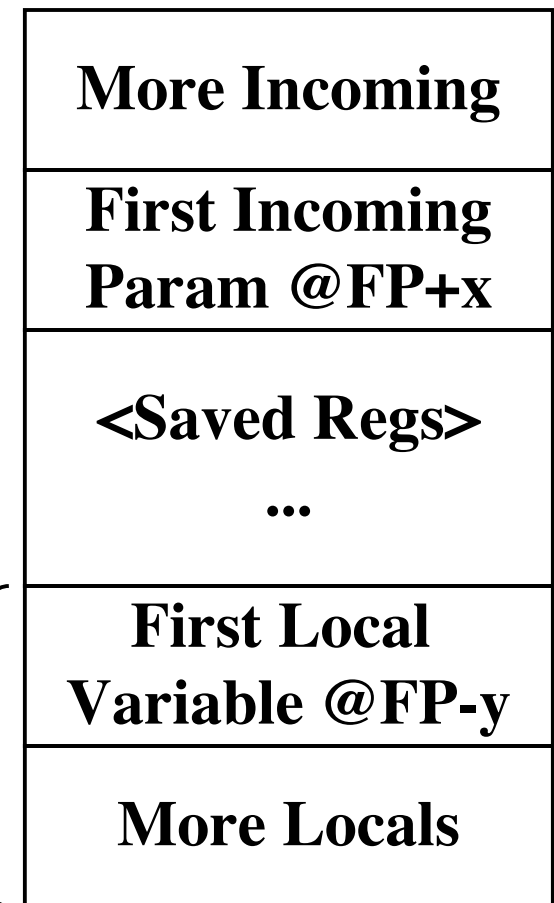 More Incoming
First Incoming
Param @FP+x
<Saved Regs>
...
First Local
Variable @FP-y
More Locals